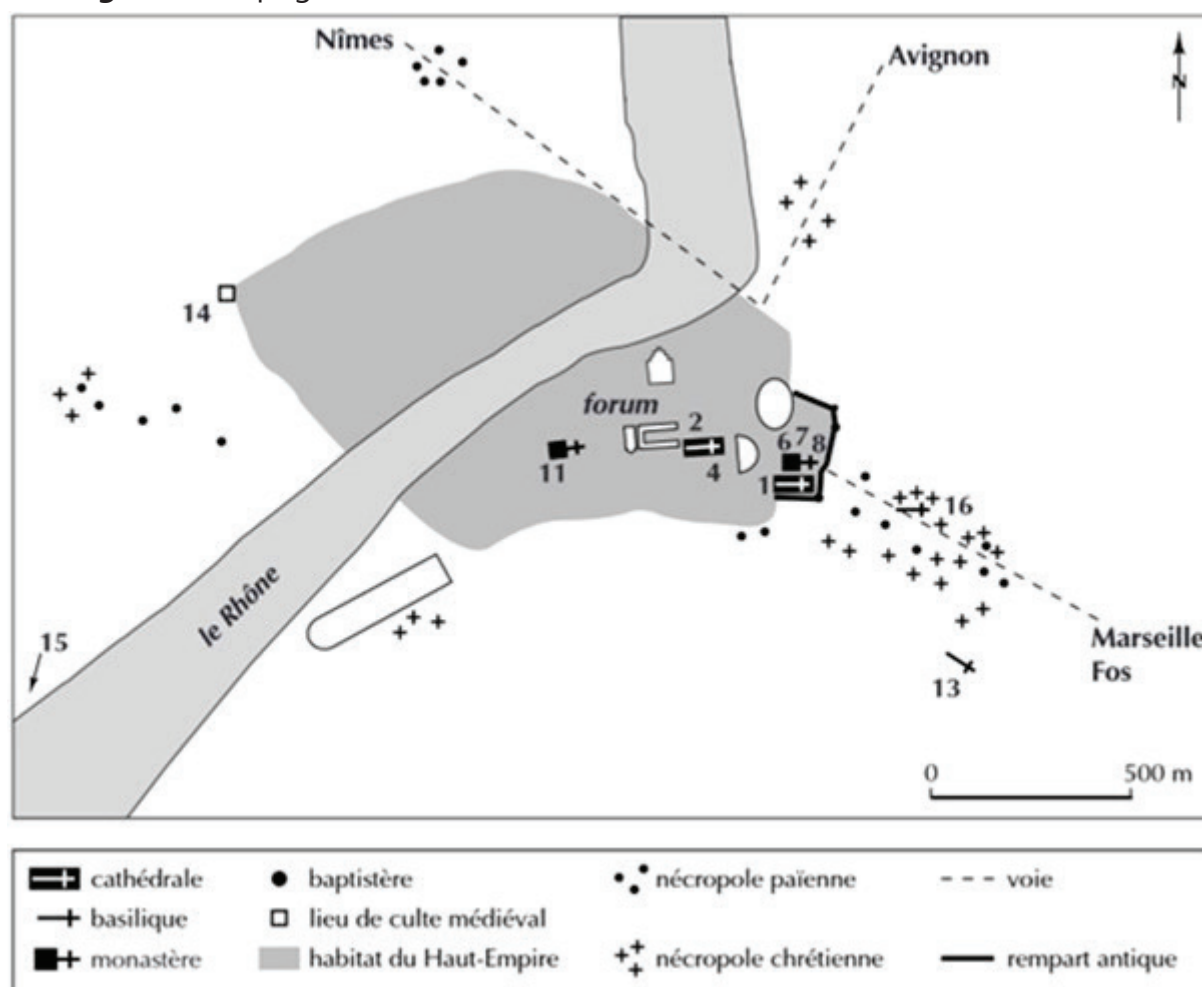 Nîmes
Avignon
N
14
forum
2
6 7 8
11
4
1
16
le Rhône
15
Marseille
Fos
13
0 500 m
cathédrale
baptistère
nécropole païenne
voie
basilique
lieu de culte médiéval
monastère
habitat du Haut-Empire
nécropole chrétienne
rempart antique